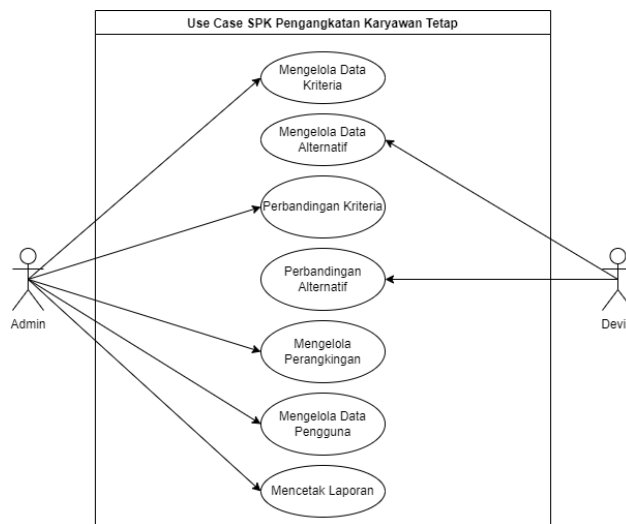 Use Case SPK Pengangkatan Karyawan Tetap
Mengelola Data
Kriteria
Mengelola Data
Alternatif
Perbandingan Kriteria
Perbandingan
Alternatif
Admin
Devi
Mengelola
Perangkingan
Mengelola Data
Pengguna
Mencetak Laporan